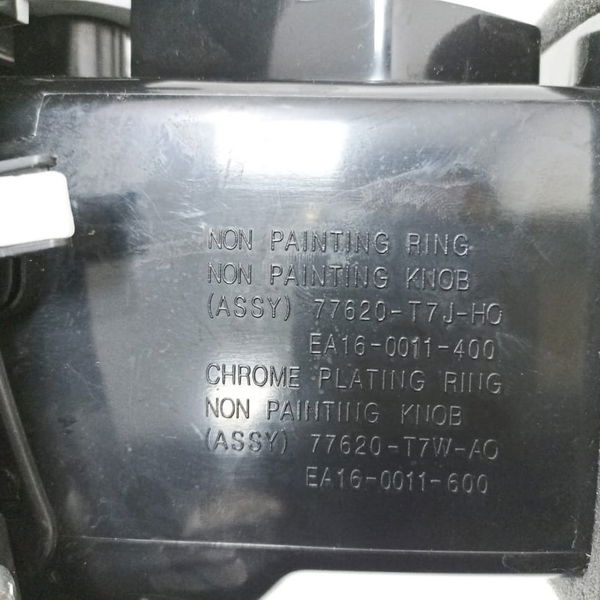 NON PAINTING RING
NON PAINTING KNOB
(ASSY) 77620-T7J-HO
EA16-0011-400
CHROME PLATING RING
NON PAINTING KNOB
(ASSY) 77620-T7W-AO
EA16-0011-600